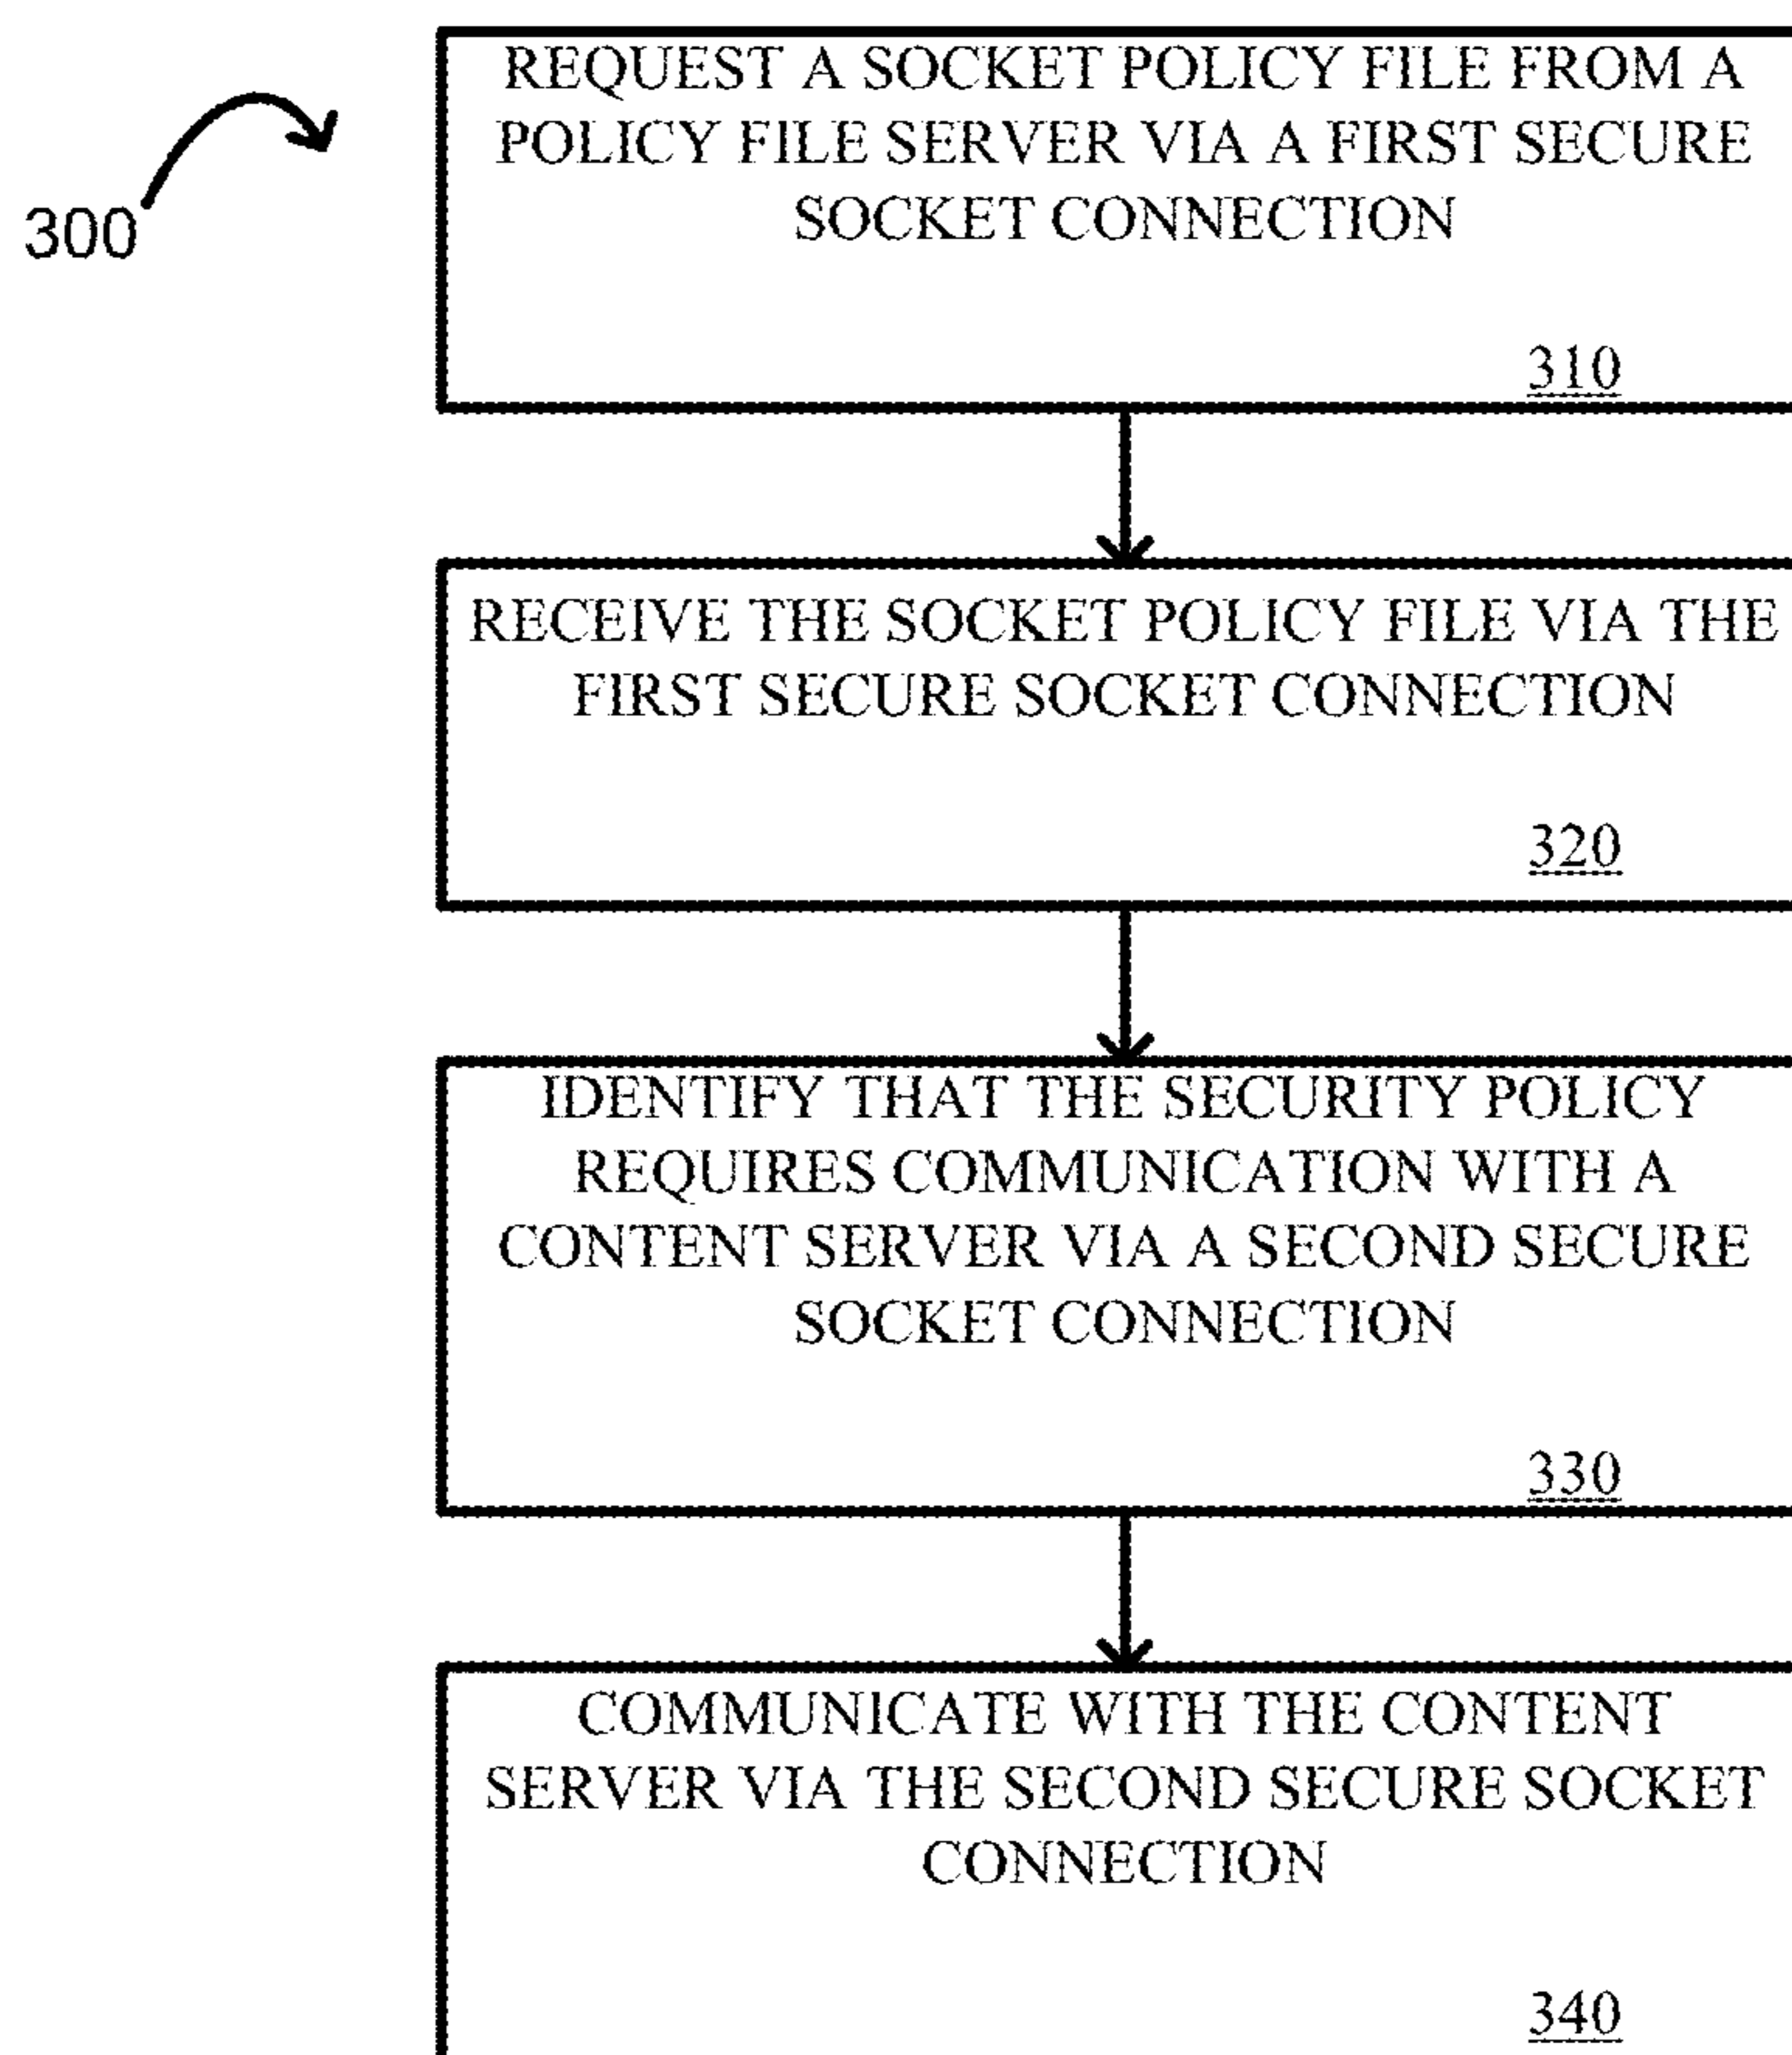 REQUEST A SOCKET POLICY FILE FROM A
POLICY FILE SERVER VIA A FIRST SECURE
SOCKET CONNECTION
300
310
RECEIVE THE SOCKET POLICY FILE VIA THE
FIRST SECURE SOCKET CONNECTION
320
IDENTIFY THAT THE SECURITY POLICY
REQUIRES COMMUNICATION WITH A
CONTENT SERVER VIA A SECOND SECURE
SOCKET CONNECTION
330
COMMUNICATE WITH THE CONTENT
SERVER VIA THE SECOND SECURE SOCKET
CONNECTION
340